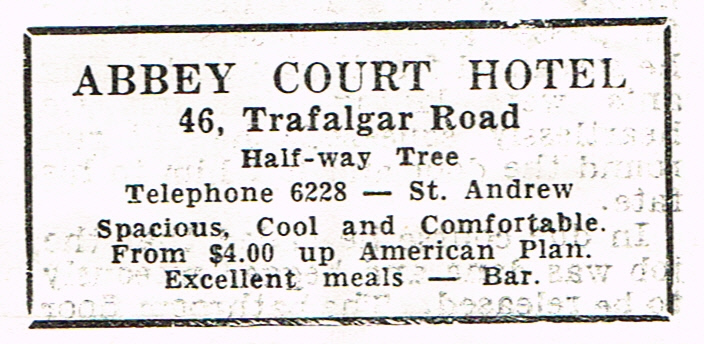 ABBEY COURT HOTEL
46, Trafalgar Road
Half-way Tree
Telephone 6228 — St. Andrew
Spacious, Cool and Comfortable.
From $4.00 up American Plan.
Excellent meals — Bar.